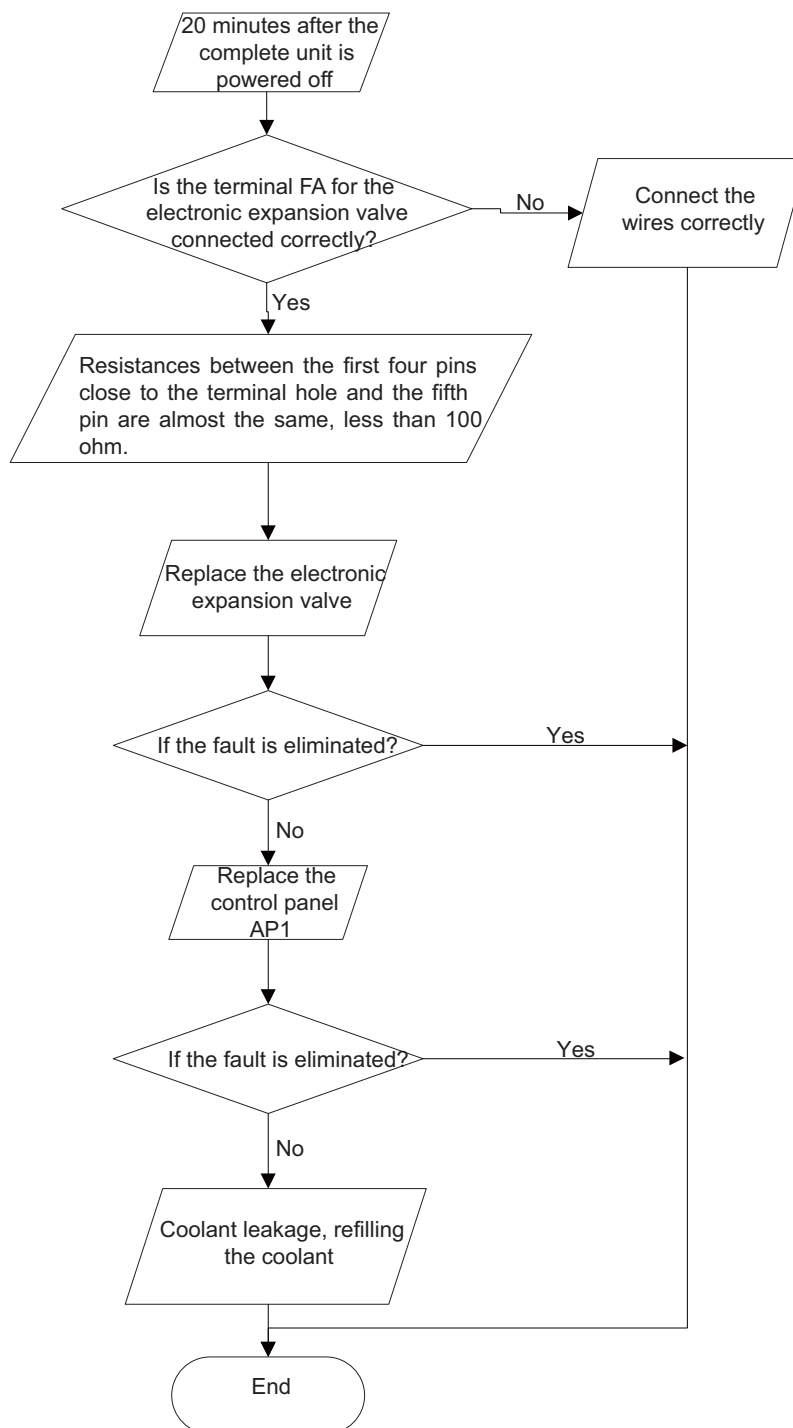 20 minutes after the
complete unit is
powered off
Is the terminal FA for the
electronic expansion valve
connected correctly?
No
Connect the
wires correctly
Yes
Resistances between the first four pins
close to the terminal hole and the fifth
pin are almost the same, less than 100
ohm.
Replace the electronic
expansion valve
If the fault is eliminated?
Yes
No
Replace the
control panel
AP1
If the fault is eliminated?
Yes
No
Coolant leakage, refilling
the coolant
End